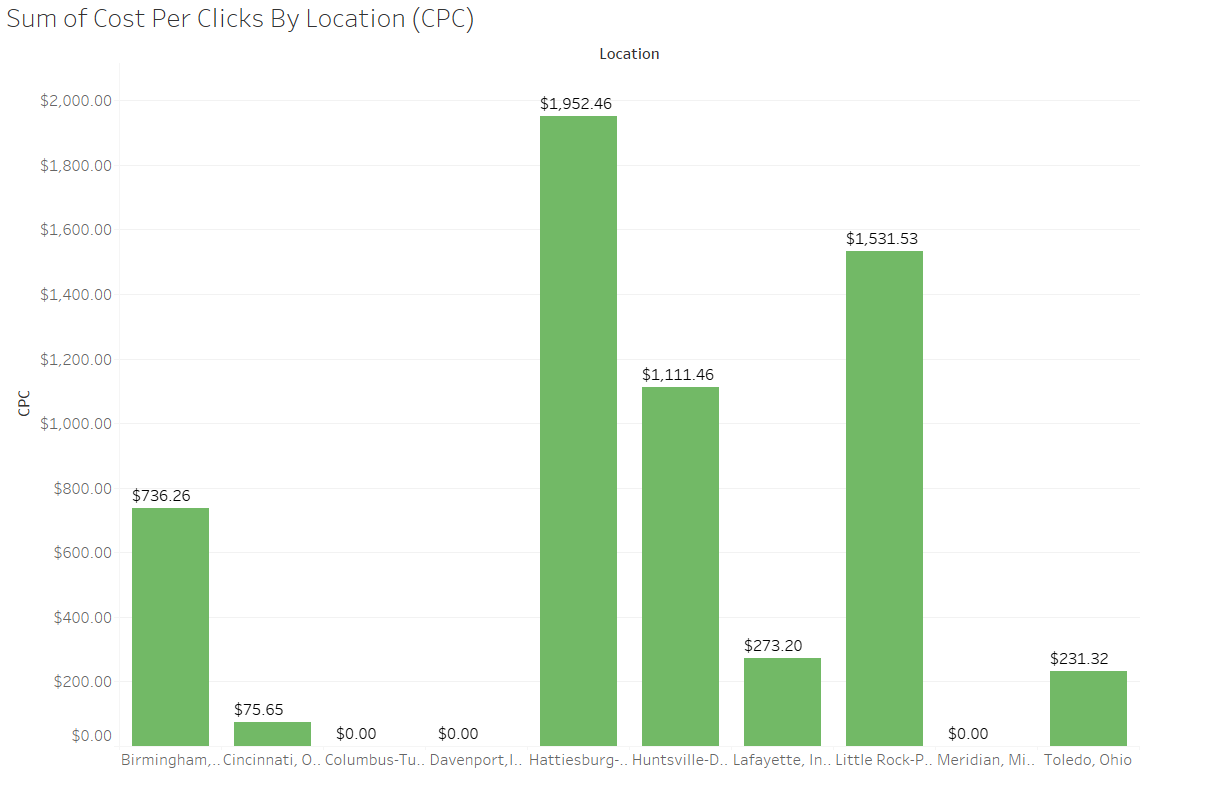 Sum of Cost Per Clicks By Location (CPC)
Location
CPC
$2,000.00
$1,800.00
$1,600.00
$1,400.00
$1,200.00
$1,000.00
$800.00
$600.00
$400.00
$200.00
$0.00
$736.26
$75.65
$0.00
$0.00
$1,952.46
$1,111.46
$273.20
$1,531.53
$0.00
$231.32
Birmingham,..
Cincinnati, O..
Columbus-Tu..
Davenport,I..
Hattiesburg-..
Huntsville-D..
Lafayette, In..
Little Rock-P..
Meridian, Mi..
Toledo, Ohio